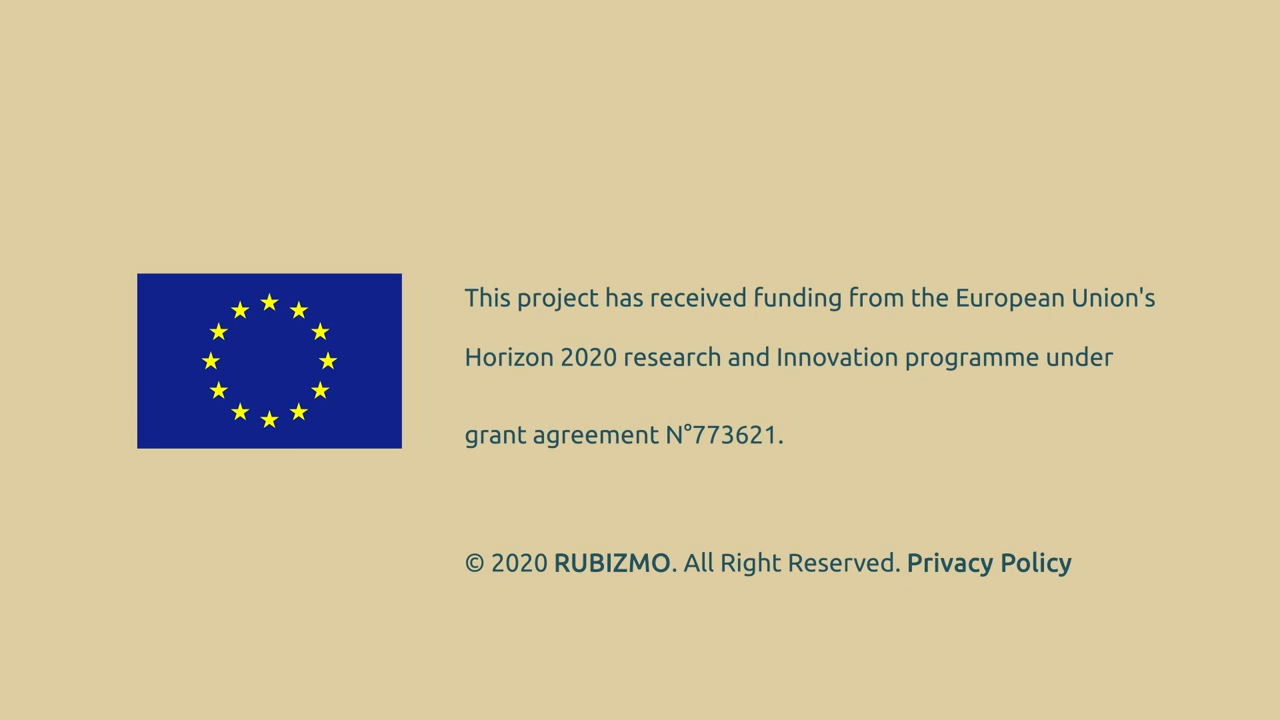 This project has received funding from the European Union's
Horizon 2020 research and Innovation programme under
grant agreement N°773621.
© 2020 RUBIZMO. All Right Reserved. Privacy Policy